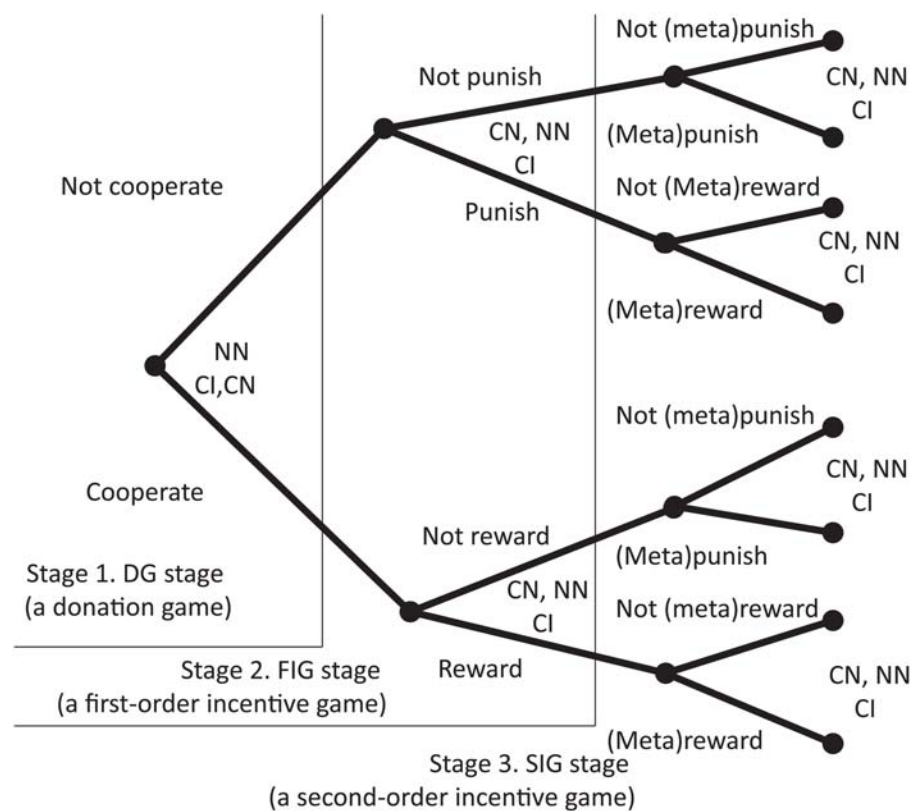 Not (meta)punish
Not punish
CN, NN
CI
CN, NN
CI
(Meta)punish
Not cooperate
Not (Meta)reward
Punish
CN, NN
CI
(Meta)reward
NN
CI,CN
Not (meta)punish
Cooperate
CN, NN
CI
Not reward
(Meta)punish
Stage 1. DG stage
(a donation game)
CN, NN
CI
Not (meta)reward
Stage 2. FIG stage
(a first-order incentive game)
Reward
CN, NN
CI
(Meta)reward
Stage 3. SIG stage
(a second-order incentive game)